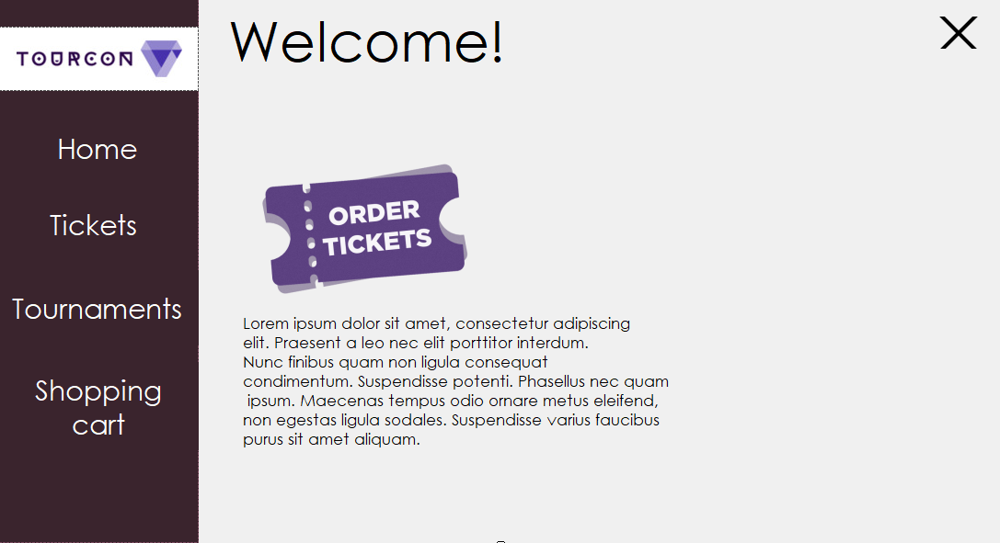 TOURCON
Welcome!
Home
Tickets
Tournaments
Shopping
cart
ORDER
TICKETS
Lorem ipsum dolor sit amet, consectetur adipiscing
elit. Praesent a leo nec elit porttitor interdum.
Nunc finibus quam non ligula consequat
condimentum. Suspendisse potenti. Phasellus nec quam
ipsum. Maecenas tempus odio ornare metus eleifend,
non egestas ligula sodales. Suspendisse varius faucibus
purus sit amet aliquam.